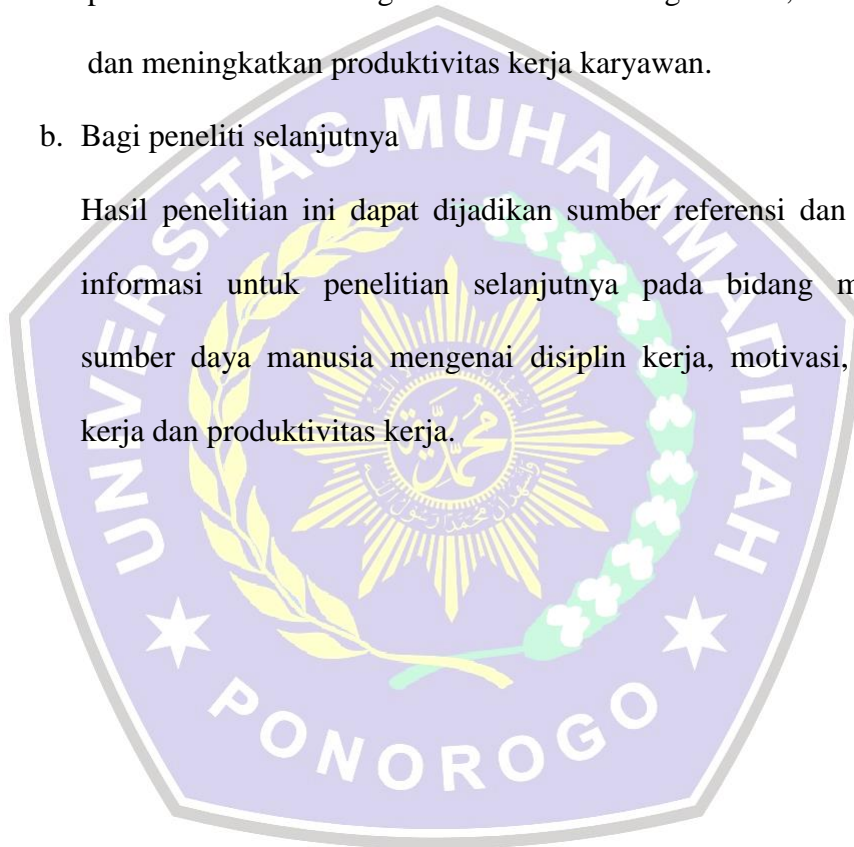 dan meningkatkan produktivitas kerja karyawan.
b. Bagi peneliti selanjutnya
Hasil penelitian ini dapat dijadikan sumber referensi dan
informasi untuk penelitian selanjutnya pada bidang
sumber daya manusia mengenai disiplin kerja, motivasi,
kerja dan produktivitas kerja.
UNIVERSITAS MUHAMMADIYAH
PONOROGO
محمد